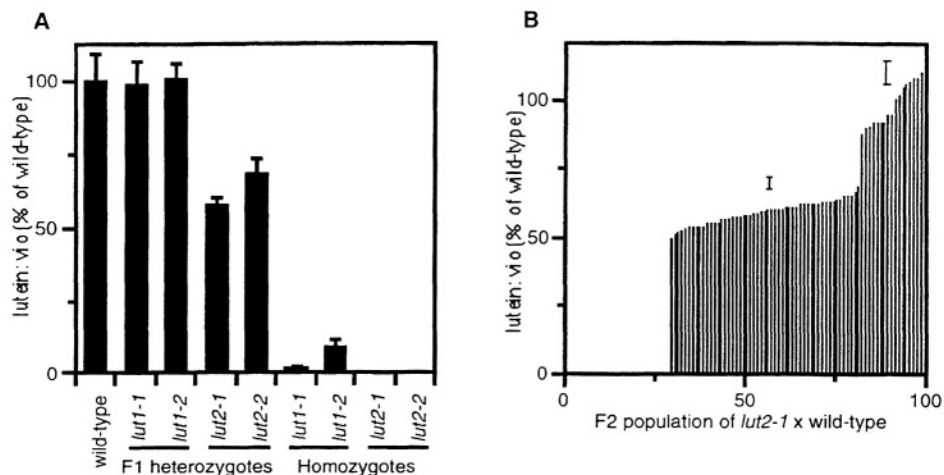 A
lutein: vio (% of wild-type)
100
50
0
wild-type
lut1-1
lut1-2
lut2-1
lut2-2
lut1-1
lut1-2
lut2-1
lut2-2
F1 heterozygotes
Homozygotes
B
lutein: vio (% of wild-type)
100
50
0
0
50
100
F2 population of lut2-1 x wild-type